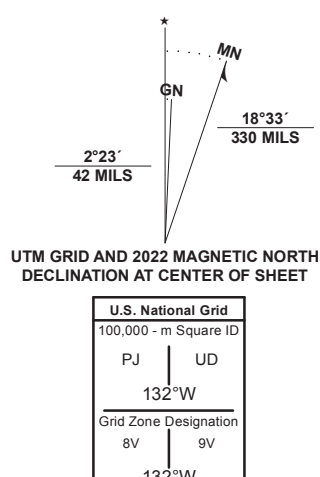 ★
MN
GN
18°33´
330 MILS
2°23´
42 MILS
UTM GRID AND 2022 MAGNETIC NORTH
DECLINATION AT CENTER OF SHEET
U.S. National Grid
100,000 - m Square ID
PJ UD
132°W
Grid Zone Designation
8V 9V
132°W